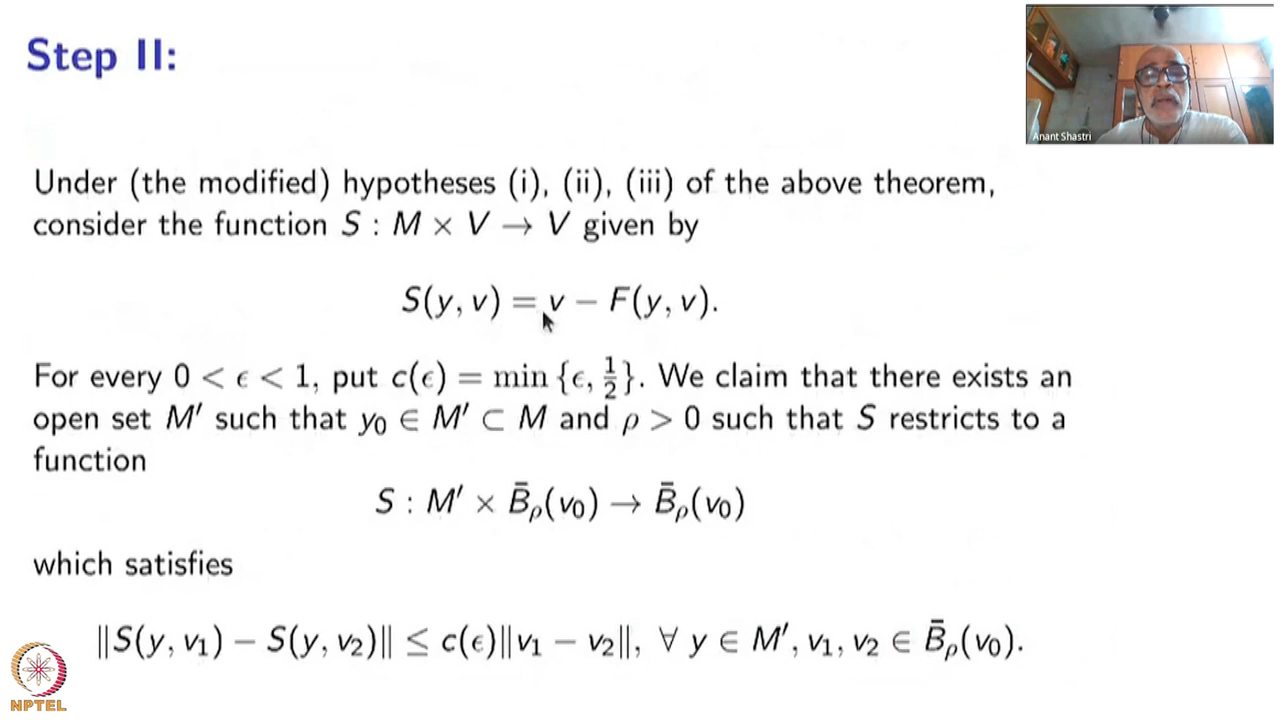 Step II:
Anant Shastri
Under (the modified) hypotheses (i), (ii), (iii) of the above theorem,
consider the function S : M × V → V given by
S(y, v) = v − F(y, v).
For every 0 < ϵ < 1, put c(ϵ) = min {ϵ, 1/2}. We claim that there exists an
open set M′ such that y₀ ∈ M′ ⊂ M and ρ > 0 such that S restricts to a
function
S : M′ × B̄ρ(v₀) → B̄ρ(v₀)
which satisfies
‖S(y, v₁) − S(y, v₂)‖ ≤ c(ϵ)‖v₁ − v₂‖, ∀ y ∈ M′, v₁, v₂ ∈ B̄ρ(v₀).
NPTEL